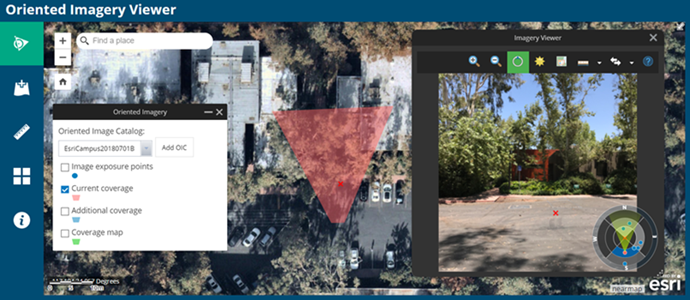 Oriented Imagery Viewer
+
Find a place
−
Imagery Viewer
Oriented Imagery
Oriented Image Catalog:
EsriCampus20180701B
Add OIC
Image exposure points
Current coverage
Additional coverage
Coverage map
Degrees
N
nearmap
esri